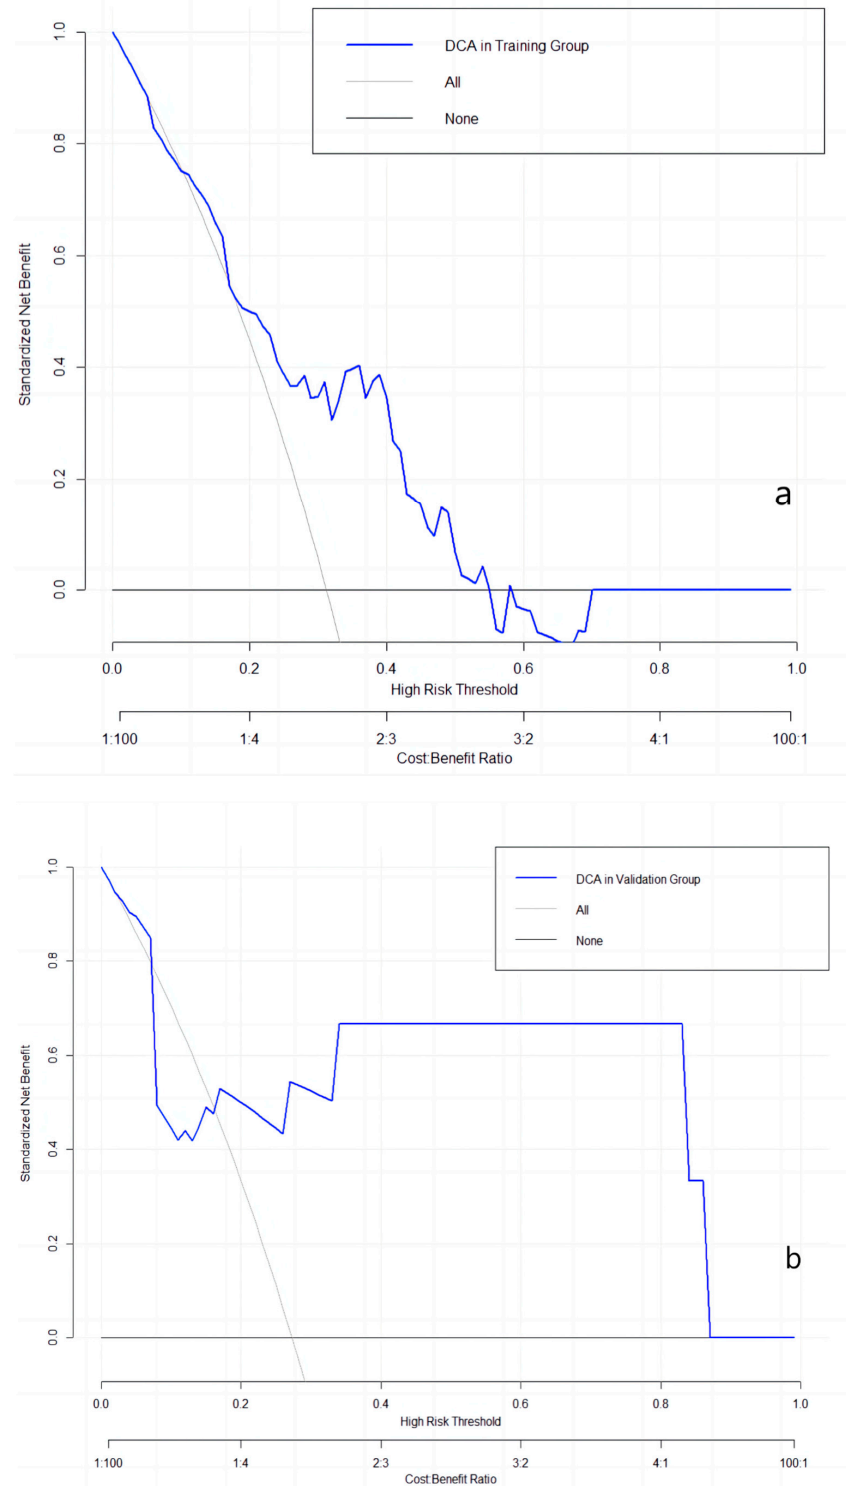 DCA in Training Group
All
None
1.0
0.8
0.6
0.4
0.2
0.0
Standardized Net Benefit
a
0.0 0.2 0.4 0.6 0.8 1.0
High Risk Threshold
1:100 1:4 2:3 3:2 4:1 100:1
Cost:Benefit Ratio
DCA in Validation Group
All
None
1.0
0.8
0.6
0.4
0.2
0.0
Standardized Net Benefit
b
0.0 0.2 0.4 0.6 0.8 1.0
High Risk Threshold
1:100 1:4 2:3 3:2 4:1 100:1
Cost:Benefit Ratio